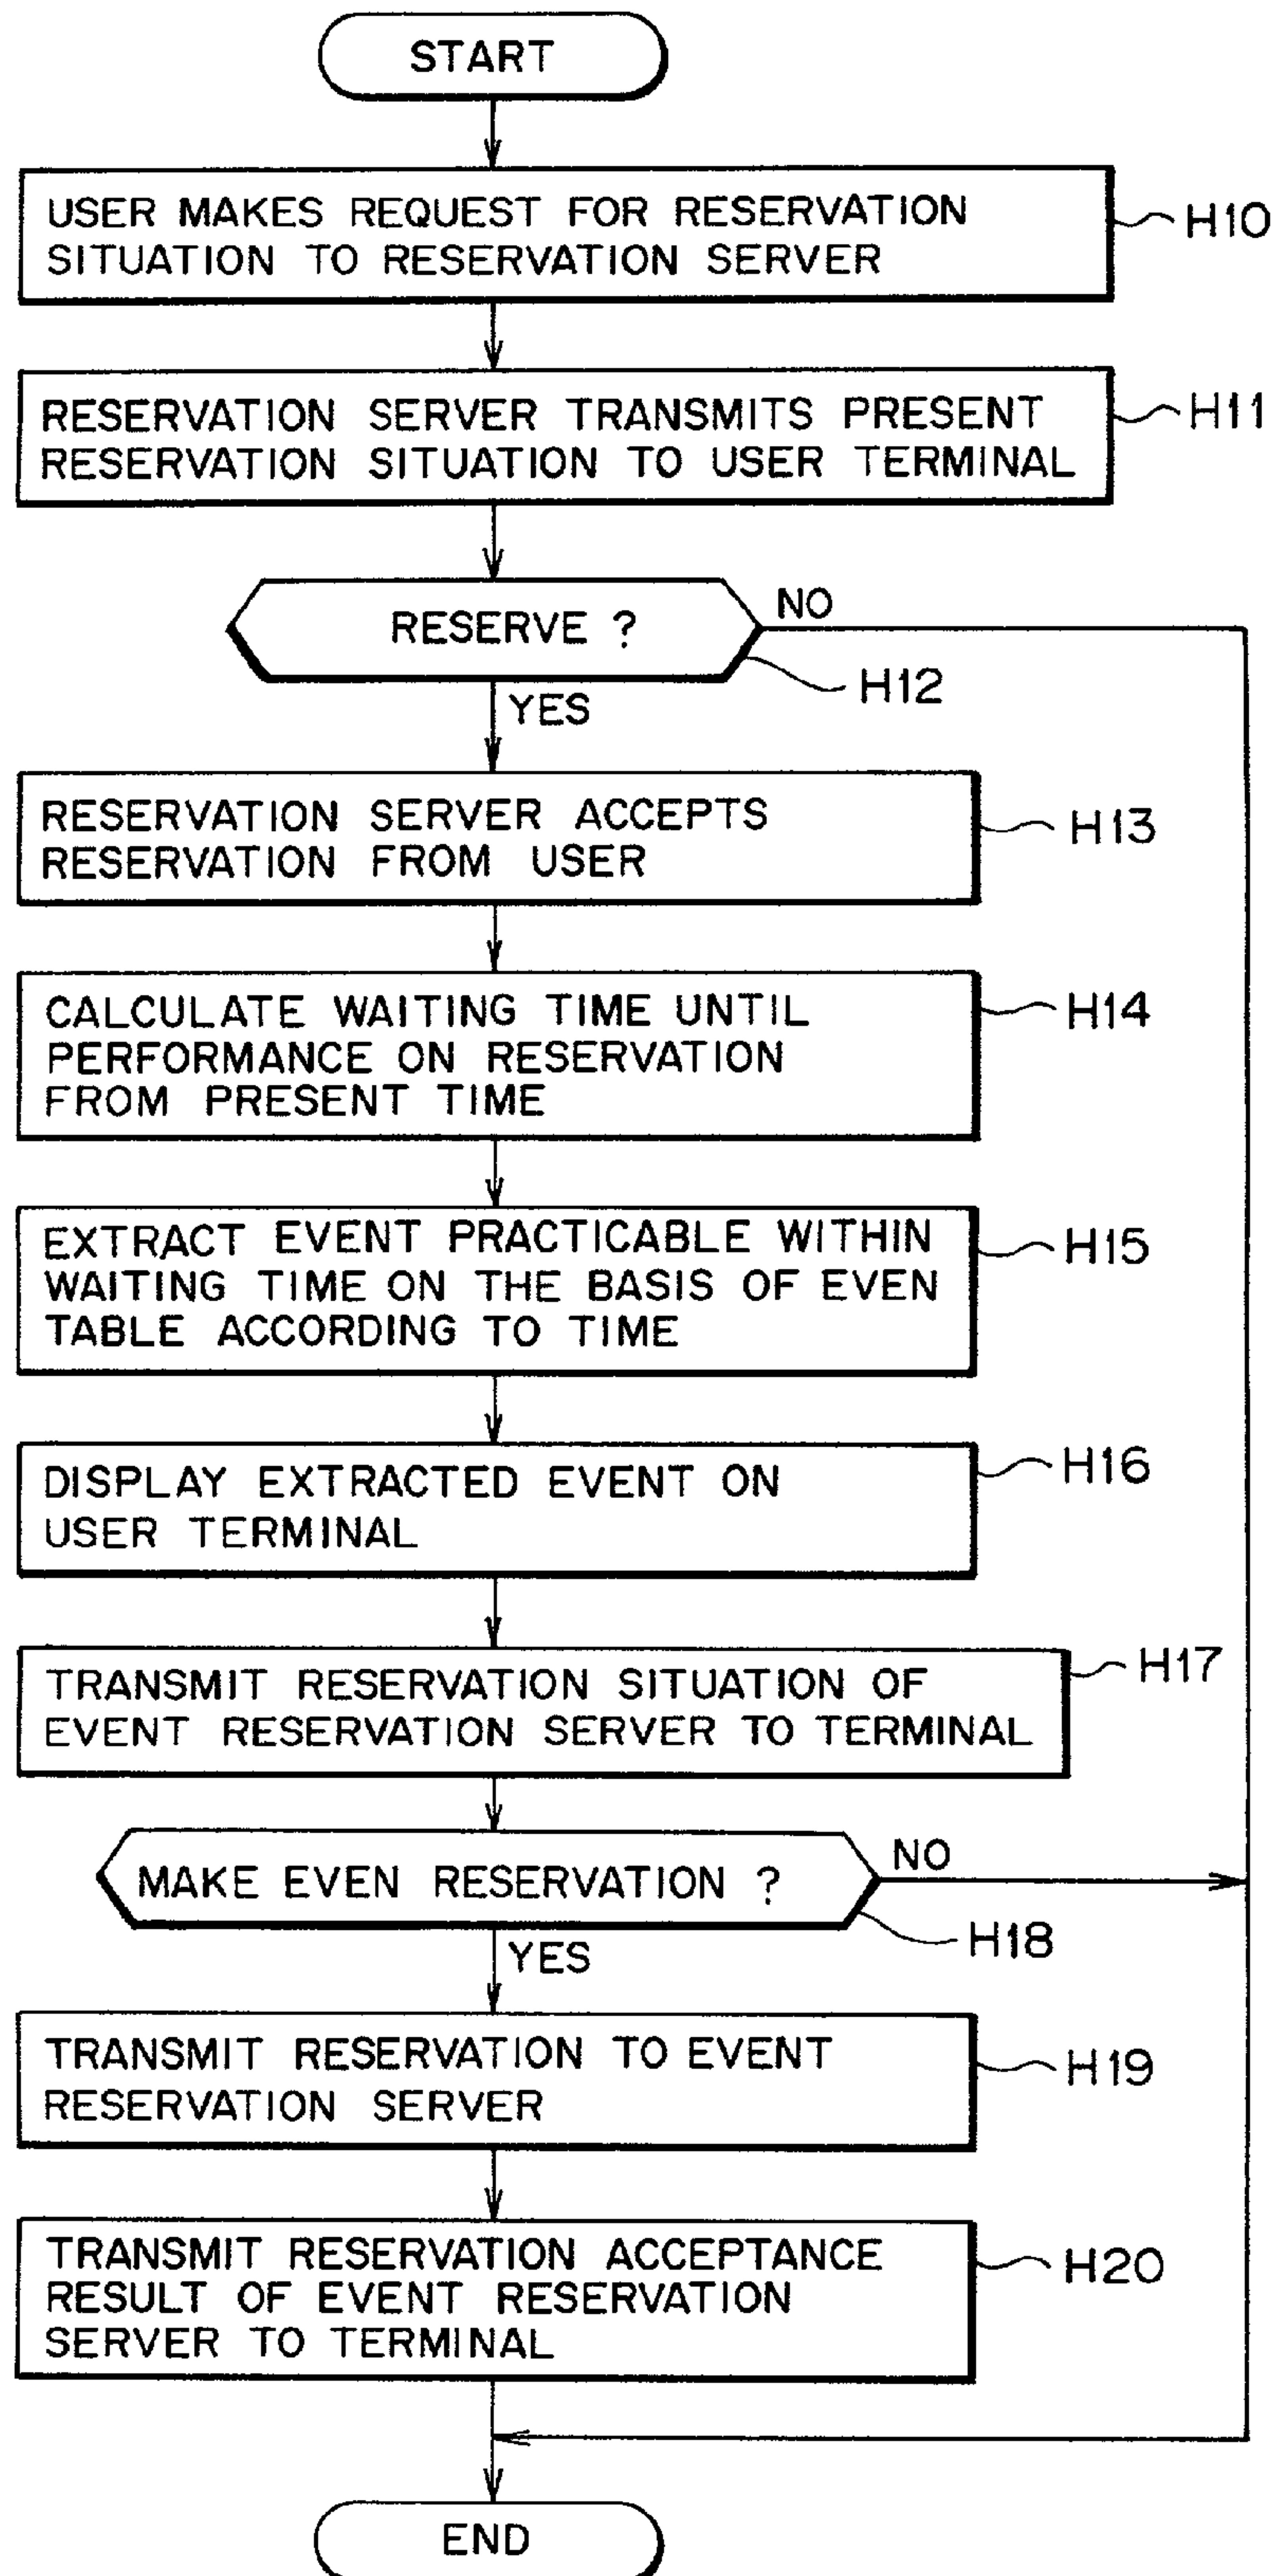 START
USER MAKES REQUEST FOR RESERVATION
SITUATION TO RESERVATION SERVER
H10
RESERVATION SERVER TRANSMITS PRESENT
RESERVATION SITUATION TO USER TERMINAL
H11
RESERVE ?
NO
H12
YES
RESERVATION SERVER ACCEPTS
RESERVATION FROM USER
H13
CALCULATE WAITING TIME UNTIL
PERFORMANCE ON RESERVATION
FROM PRESENT TIME
H14
EXTRACT EVENT PRACTICABLE WITHIN
WAITING TIME ON THE BASIS OF EVEN
TABLE ACCORDING TO TIME
H15
DISPLAY EXTRACTED EVENT ON
USER TERMINAL
H16
TRANSMIT RESERVATION SITUATION OF
EVENT RESERVATION SERVER TO TERMINAL
H17
MAKE EVEN RESERVATION ?
NO
H18
YES
TRANSMIT RESERVATION TO EVENT
RESERVATION SERVER
H19
TRANSMIT RESERVATION ACCEPTANCE
RESULT OF EVENT RESERVATION
SERVER TO TERMINAL
H20
END